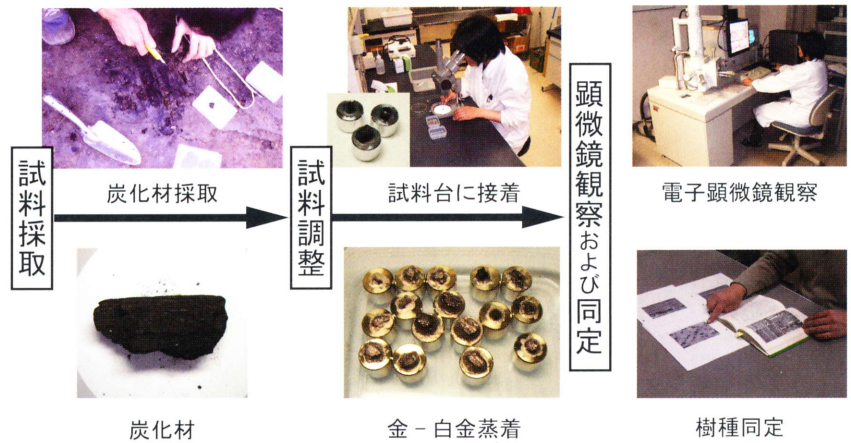 試料採取
炭化材採取
炭化材
試料調整
試料台に接着
金－白金蒸着
顕微鏡観察および同定
電子顕微鏡観察
樹種同定